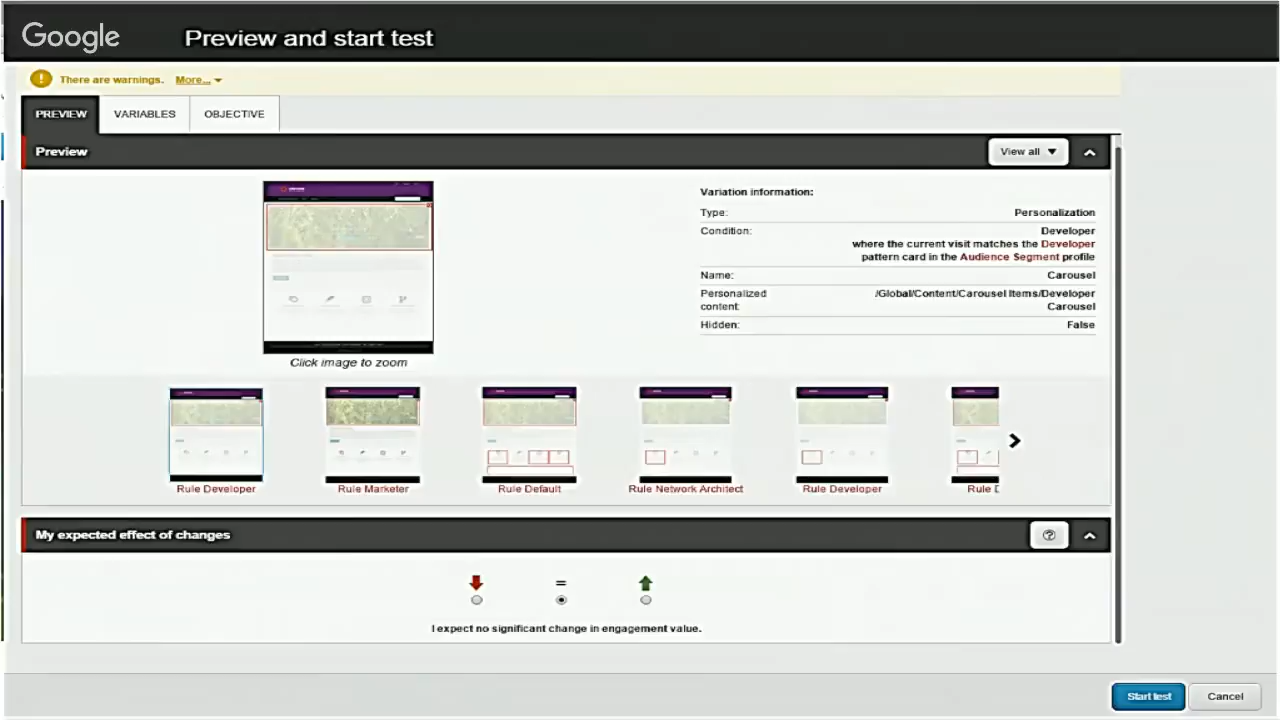 Google Preview and start test
There are warnings. More...
PREVIEW VARIABLES OBJECTIVE
Preview View all
Variation information:
Type: Personalization
Condition: Developer
where the current visit matches the Developer
pattern card in the Audience Segment profile
Name: Carousel
Personalized /Global/Content/Carousel Items/Developer
content: Carousel
Hidden: False
Click image to zoom
Rule Developer Rule Marketer Rule Default Rule Network Architect Rule Developer Rule D
My expected effect of changes ?
=
I expect no significant change in engagement value.
Start test Cancel